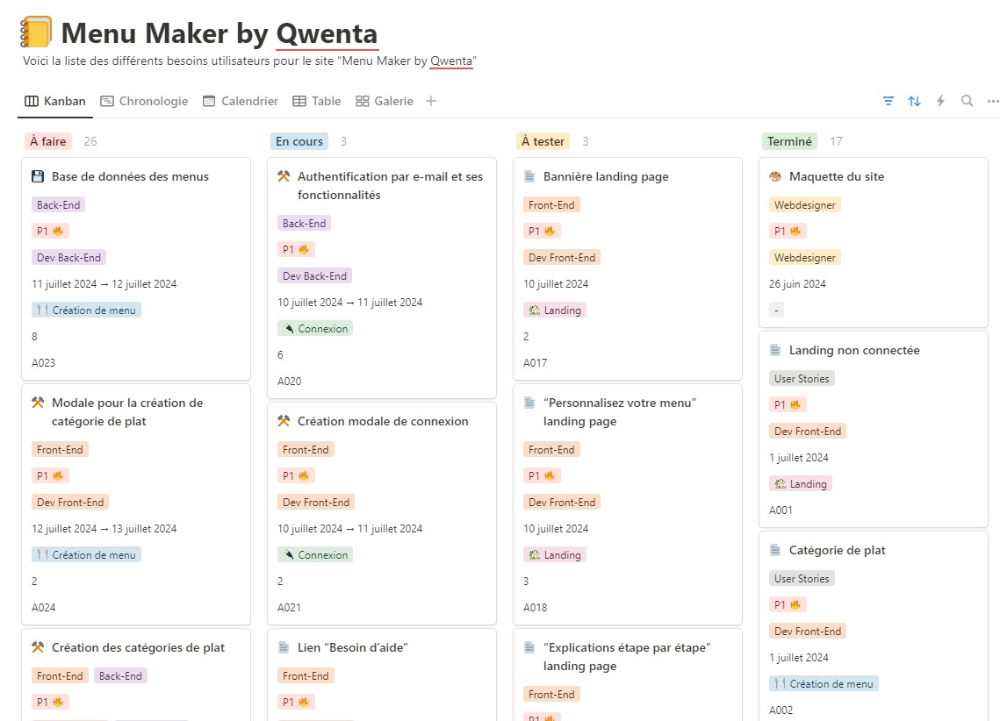 Menu Maker by Qwenta
Voici la liste des différents besoins utilisateurs pour le site “Menu Maker by Qwenta”
Kanban Chronologie Calendrier Table Galerie
À faire 26
Base de données des menus
Back-End
P1
Dev Back-End
11 juillet 2024 → 12 juillet 2024
Création de menu
8
A023
Modale pour la création de
catégorie de plat
Front-End
P1
Dev Front-End
12 juillet 2024 → 13 juillet 2024
Création de menu
2
A024
Création des catégories de plat
Front-End Back-End
P1
En cours 3
Authentification par e-mail et ses
fonctionnalités
Back-End
P1
Dev Back-End
10 juillet 2024 → 11 juillet 2024
Connexion
6
A020
Création modale de connexion
Front-End
P1
Dev Front-End
10 juillet 2024 → 11 juillet 2024
Connexion
2
A021
Lien “Besoin d’aide”
Front-End
P1
À tester 3
Bannière landing page
Front-End
P1
Dev Front-End
10 juillet 2024
Landing
2
A017
“Personnalisez votre menu”
landing page
Front-End
P1
Dev Front-End
10 juillet 2024
Landing
3
A018
“Explications étape par étape”
landing page
Front-End
P1
Terminé 17
Maquette du site
Webdesigner
P1
Webdesigner
26 juin 2024
-
Landing non connectée
User Stories
P1
Dev Front-End
1 juillet 2024
Landing
A001
Catégorie de plat
User Stories
P1
Dev Front-End
1 juillet 2024
Création de menu
A002